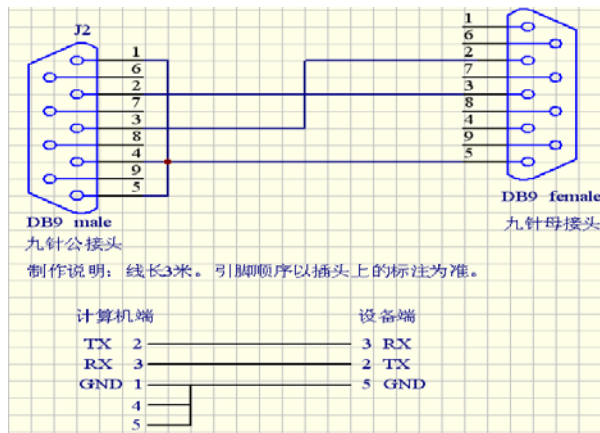 J2
1
6
2
7
3
8
4
9
5
DB9 male
九针公接头
1
6
2
7
3
8
4
9
5
DB9 female
九针母接头
制作说明：线长3米。引脚顺序以插头上的标注为准。
计算机端 设备端
TX 2 3 RX
RX 3 2 TX
GND 1 5 GND
4
5